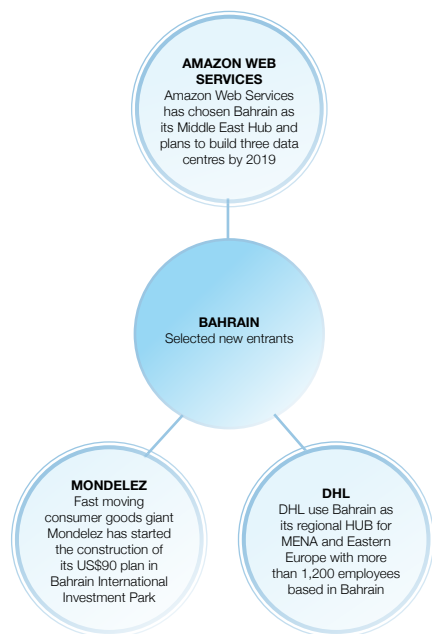 AMAZON WEB
SERVICES
Amazon Web Services
has chosen Bahrain as
its Middle East Hub and
plans to build three data
centres by 2019
BAHRAIN
Selected new entrants
MONDELEZ
Fast moving
consumer goods giant
Mondelez has started
the construction of
its US$90 plan in
Bahrain International
Investment Park
DHL
DHL use Bahrain as
its regional HUB for
MENA and Eastern
Europe with more
than 1,200 employees
based in Bahrain